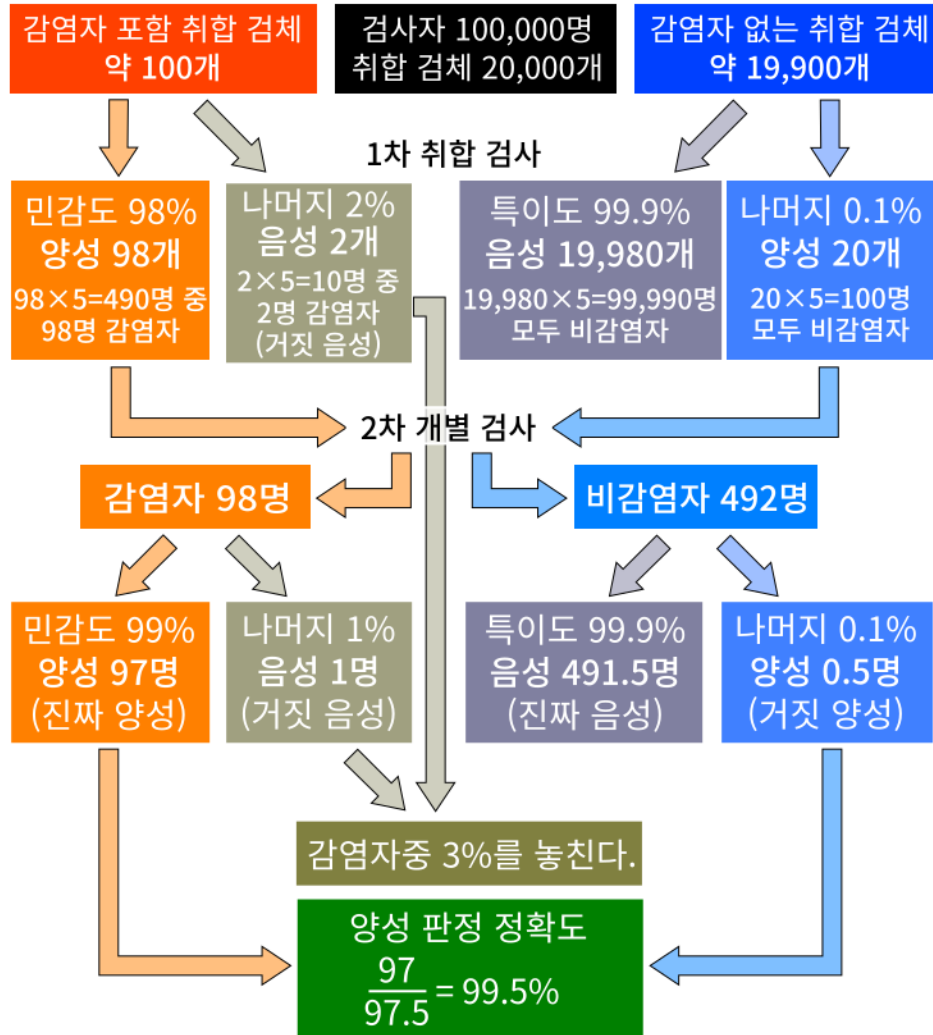 감염자 포함 취합 검체
약 100개
검사자 100,000명
취합 검체 20,000개
감염자 없는 취합 검체
약 19,900개
1차 취합 검사
민감도 98%
양성 98개
98×5=490명 중
98명 감염자
나머지 2%
음성 2개
2×5=10명 중
2명 감염자
(거짓 음성)
특이도 99.9%
음성 19,980개
19,980×5=99,990명
모두 비감염자
나머지 0.1%
양성 20개
20×5=100명
모두 비감염자
2차 개별 검사
감염자 98명
비감염자 492명
민감도 99%
양성 97명
(진짜 양성)
나머지 1%
음성 1명
(거짓 음성)
특이도 99.9%
음성 491.5명
(진짜 음성)
나머지 0.1%
양성 0.5명
(거짓 양성)
감염자중 3%를 놓친다.
양성 판정 정확도
97
97.5
= 99.5%